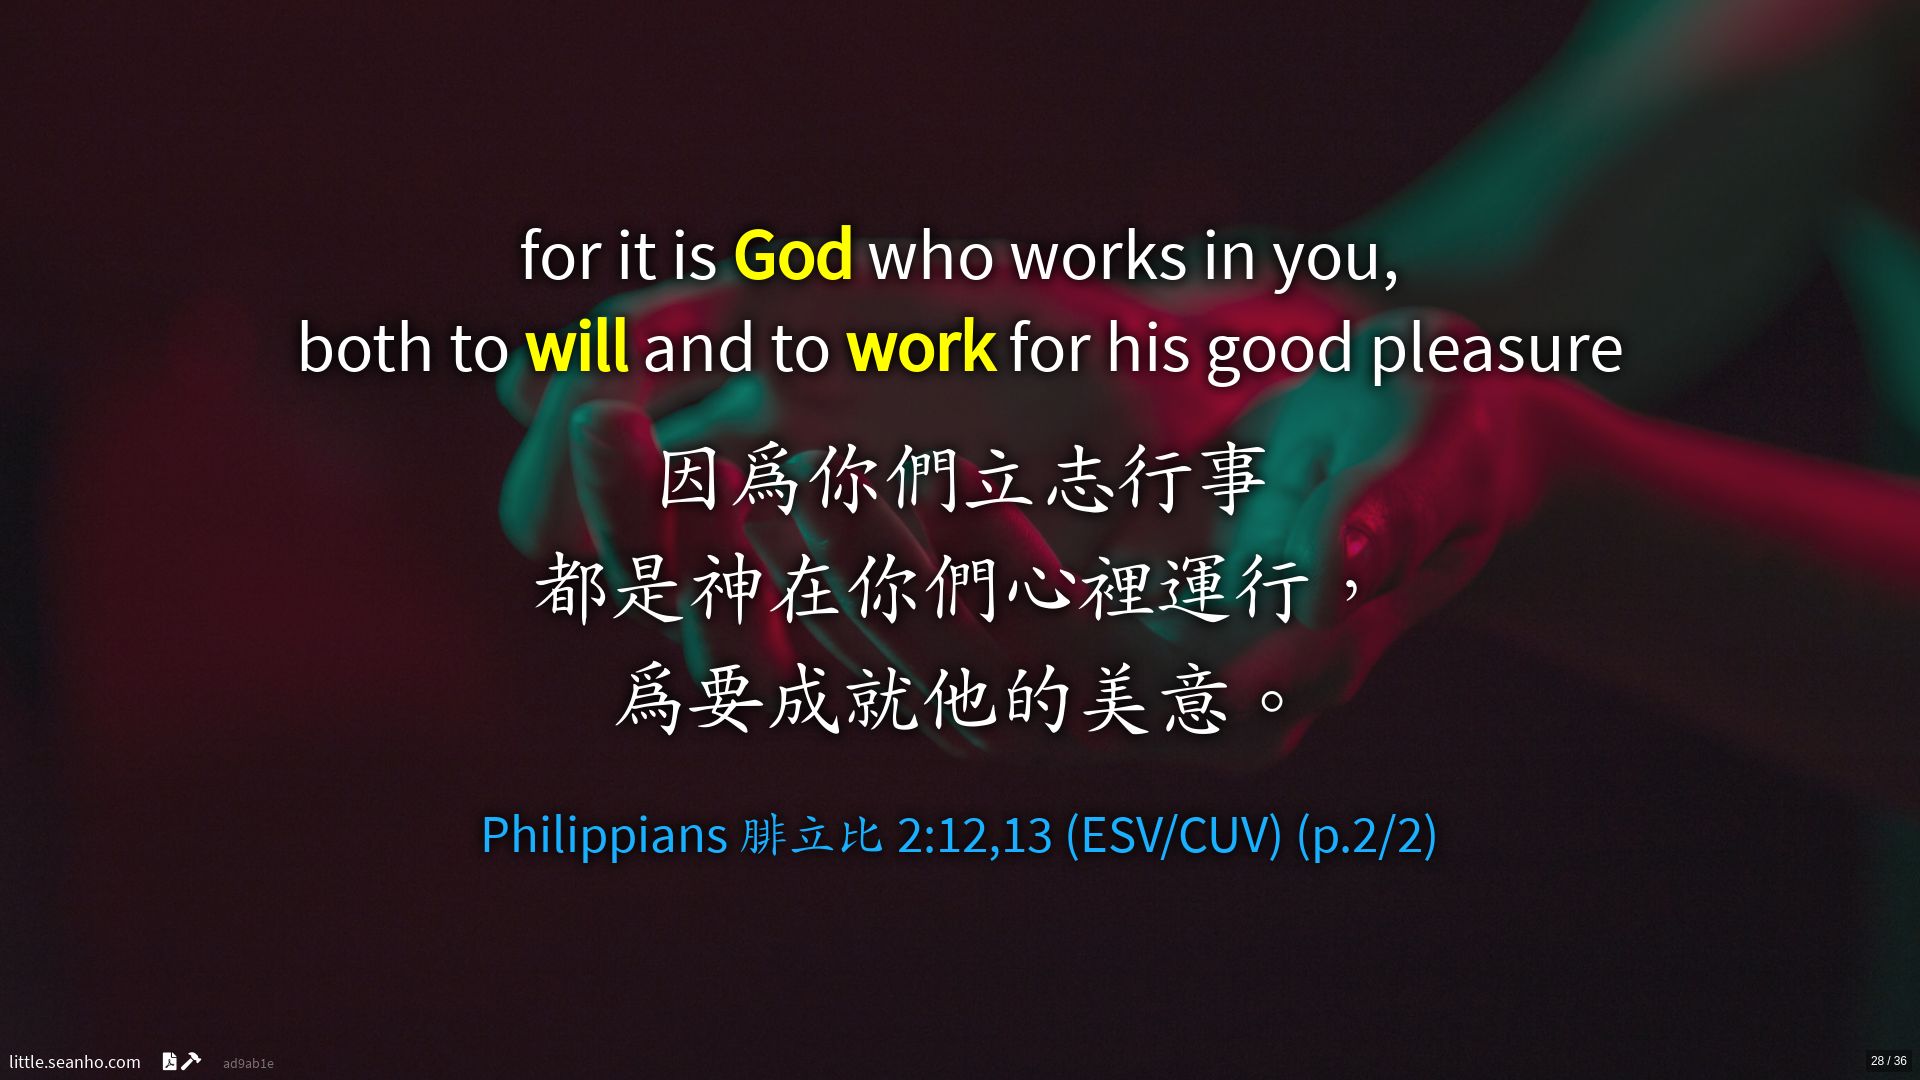 for it is God who works in you,
both to will and to work for his good pleasure
因爲你們立志行事
都是神在你們心裡運行，
爲要成就他的美意。
Philippians 腓立比 2:12,13 (ESV/CUV) (p.2/2)
little.seanho.com ad9ab1e
28 / 36